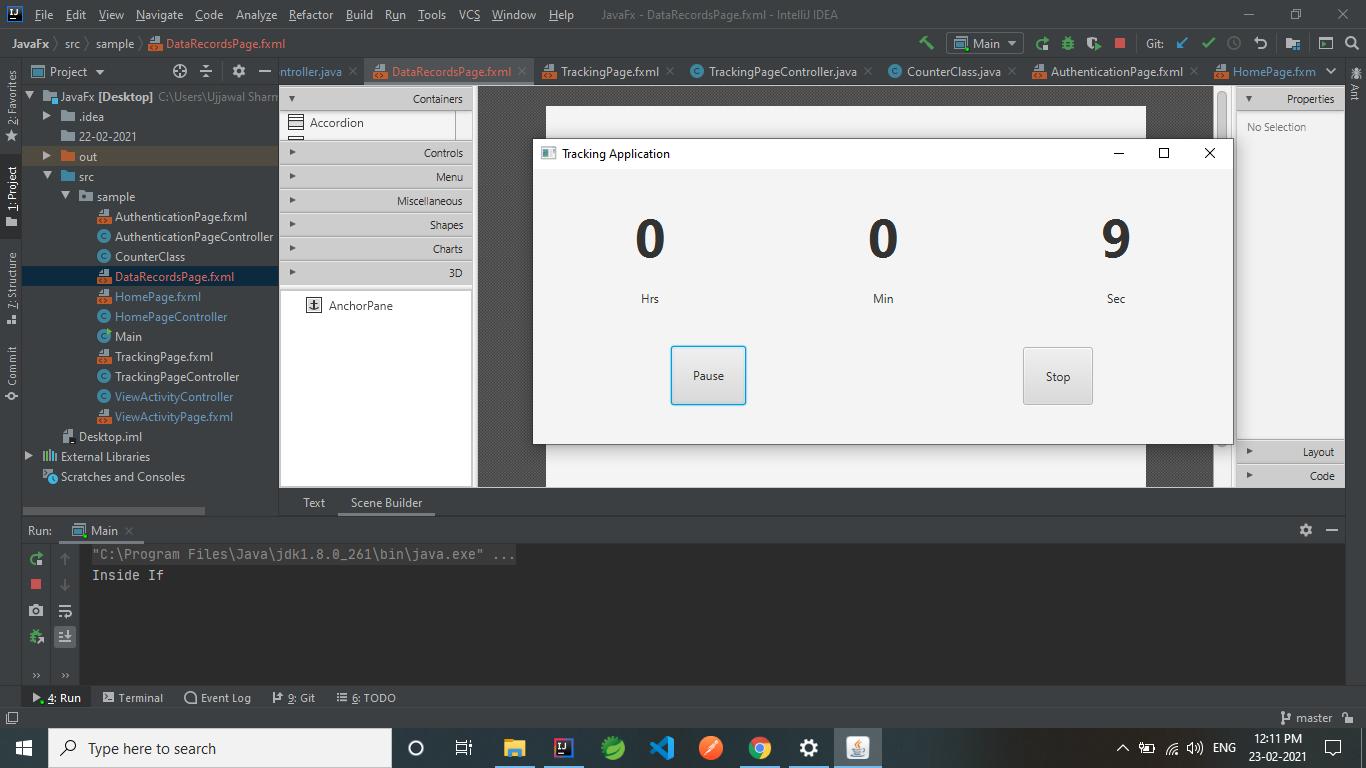 File Edit View Navigate Code Analyze Refactor Build Run Tools VCS Window Help JavaFx - DataRecordsPage.fxml - IntelliJ IDEA
JavaFx src sample DataRecordsPage.fxml Main Git:
Project ntroller.java DataRecordsPage.fxml TrackingPage.fxml TrackingPageController.java CounterClass.java AuthenticationPage.fxml HomePage.fxm
2: Favorites
1: Project
7: Structure
Commit
Ant
JavaFx [Desktop] C:\Users\Ujjawal Sharm
.idea
22-02-2021
out
src
sample
AuthenticationPage.fxml
AuthenticationPageController
CounterClass
DataRecordsPage.fxml
HomePage.fxml
HomePageController
Main
TrackingPage.fxml
TrackingPageController
ViewActivityController
ViewActivityPage.fxml
Desktop.iml
External Libraries
Scratches and Consoles
Containers
Accordion
Controls
Menu
Miscellaneous
Shapes
Charts
3D
AnchorPane
Text Scene Builder
Tracking Application
0 0 9
Hrs Min Sec
Pause Stop
Properties
No Selection
Layout
Code
Run: Main
"C:\Program Files\Java\jdk1.8.0_261\bin\java.exe" ...
Inside If
4: Run Terminal Event Log 9: Git 6: TODO
master
Type here to search
ENG
12:11 PM
23-02-2021